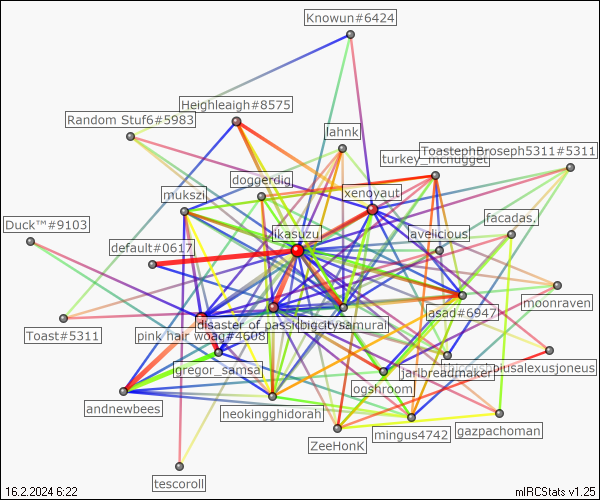 Knowun#6424
Heighleaigh#8575
Random Stuf6#5983
lahnk
ToastephBroseph5311#5311
turkey_mcnugget
doggerdig
mukszi
xenoyaut
facadas.
Duck™#9103
ikasuzu
avelicious
default#0617
moonraven
asad#6947
Toast#5311
disaster of passi
bigcitysamurai
pink hair woag#4608
piusalexusjoneus
gregor_samsa
jarlbreadmaker
ogshroom
andnewbees
neokingghidorah
mingus4742
gazpachoman
ZeeHonK
tescoroll
16.2.2024 6:22
mIRCStats v1.25